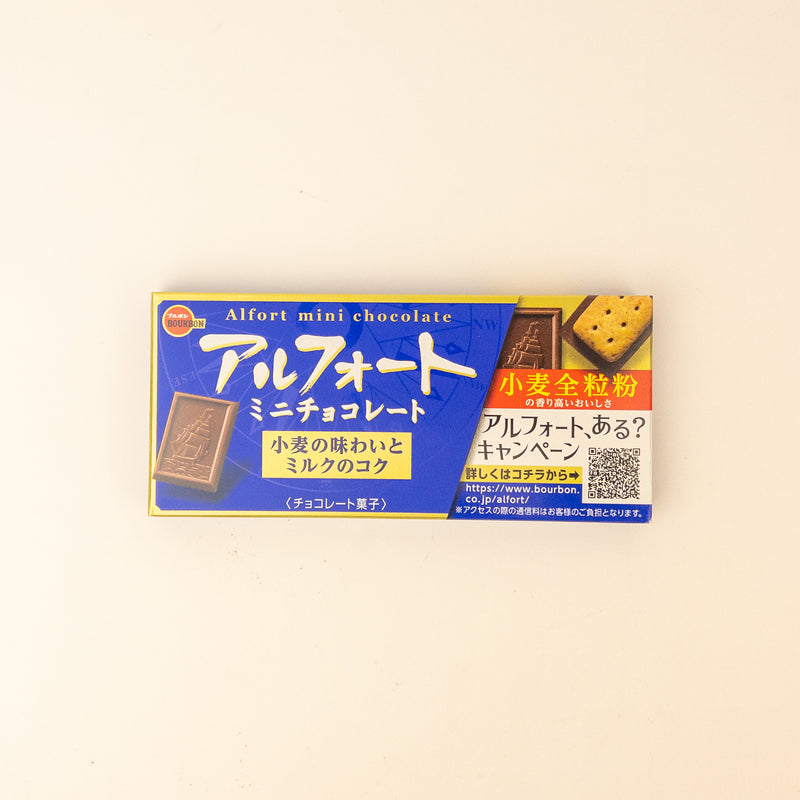 ブルボン
BOURBON
Alfort mini chocolate
アルフォート
ミニチョコレート
小麦の味わいと
ミルクのコク
〈チョコレート菓子〉
NW
小麦全粒粉
の香り高いおいしさ
アルフォート、ある?
キャンペーン
詳しくはコチラから➡
https://www.bourbon.
co.jp/alfort/
※アクセスの際の通信料はお客様のご負担となります。